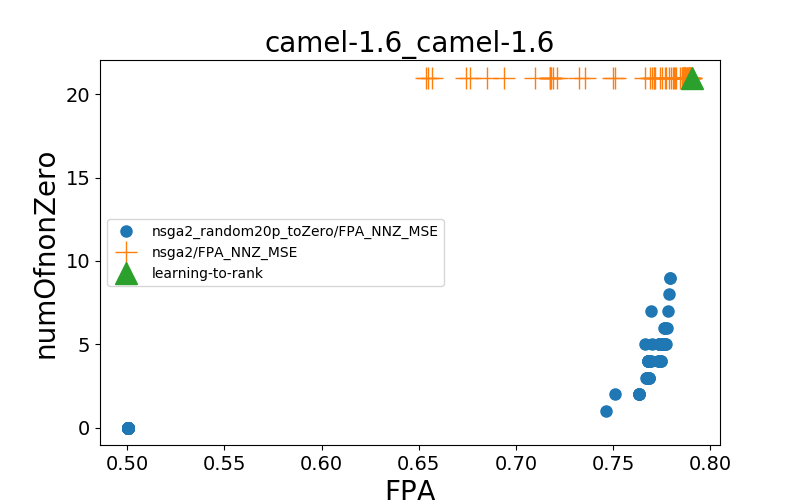 camel-1.6_camel-1.6
numOfnonZero
20
15
10
5
0
nsga2_random20p_toZero/FPA_NNZ_MSE
nsga2/FPA_NNZ_MSE
learning-to-rank
0.50 0.55 0.60 0.65 0.70 0.75 0.80
FPA